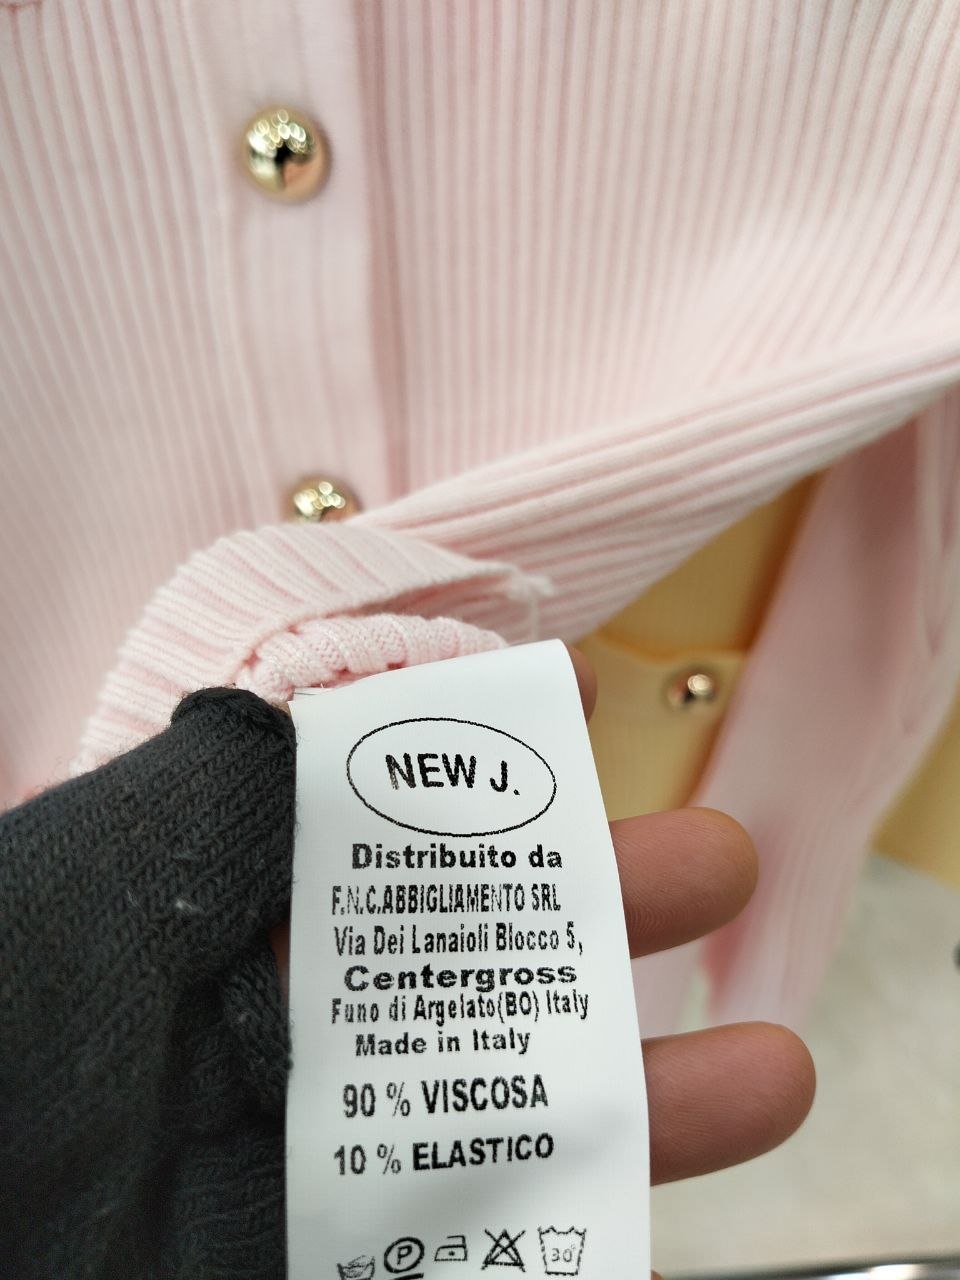 NEW J.
Distribuito da
F.N.C.ABBIGLIAMENTO SRL
Via Dei Lanaioli Blocco 5,
Centergross
Funo di Argelato(BO) Italy
Made in Italy
90 % VISCOSA
10 % ELASTICO
P 30°